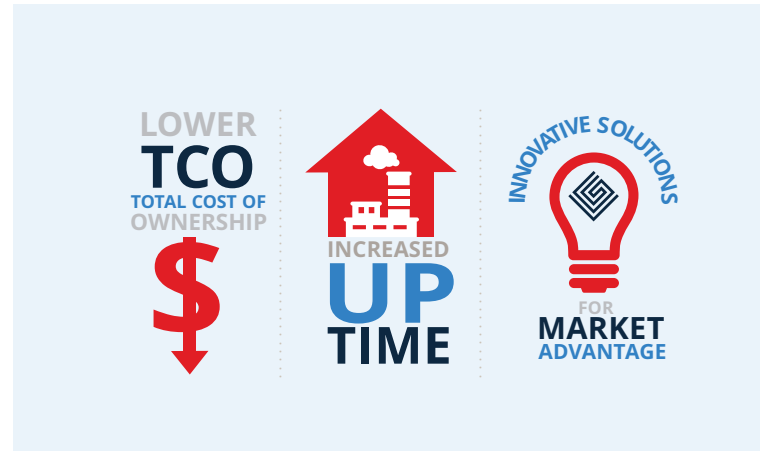 LOWER
TCO
TOTAL COST OF
OWNERSHIP
$
INCREASED
UP
TIME
INNOVATIVE SOLUTIONS
FOR
MARKET
ADVANTAGE